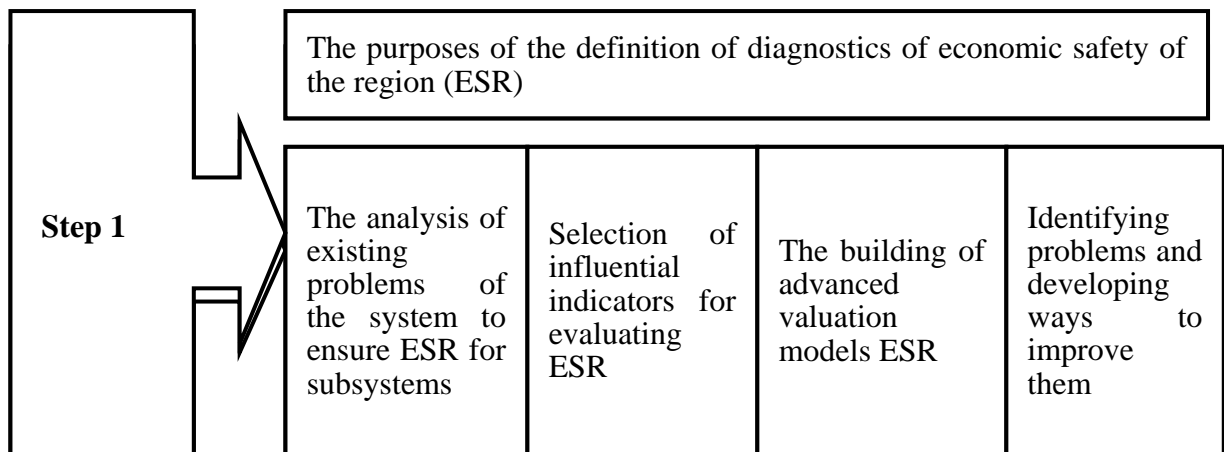 The purposes of the definition of diagnostics of economic safety of
the region (ESR)
Step 1
The analysis of
existing
problems of
the system to
ensure ESR for
subsystems
Selection of
influential
indicators for
evaluating
ESR
The building of
advanced
valuation
models ESR
Identifying
problems and
developing
ways to
improve
them